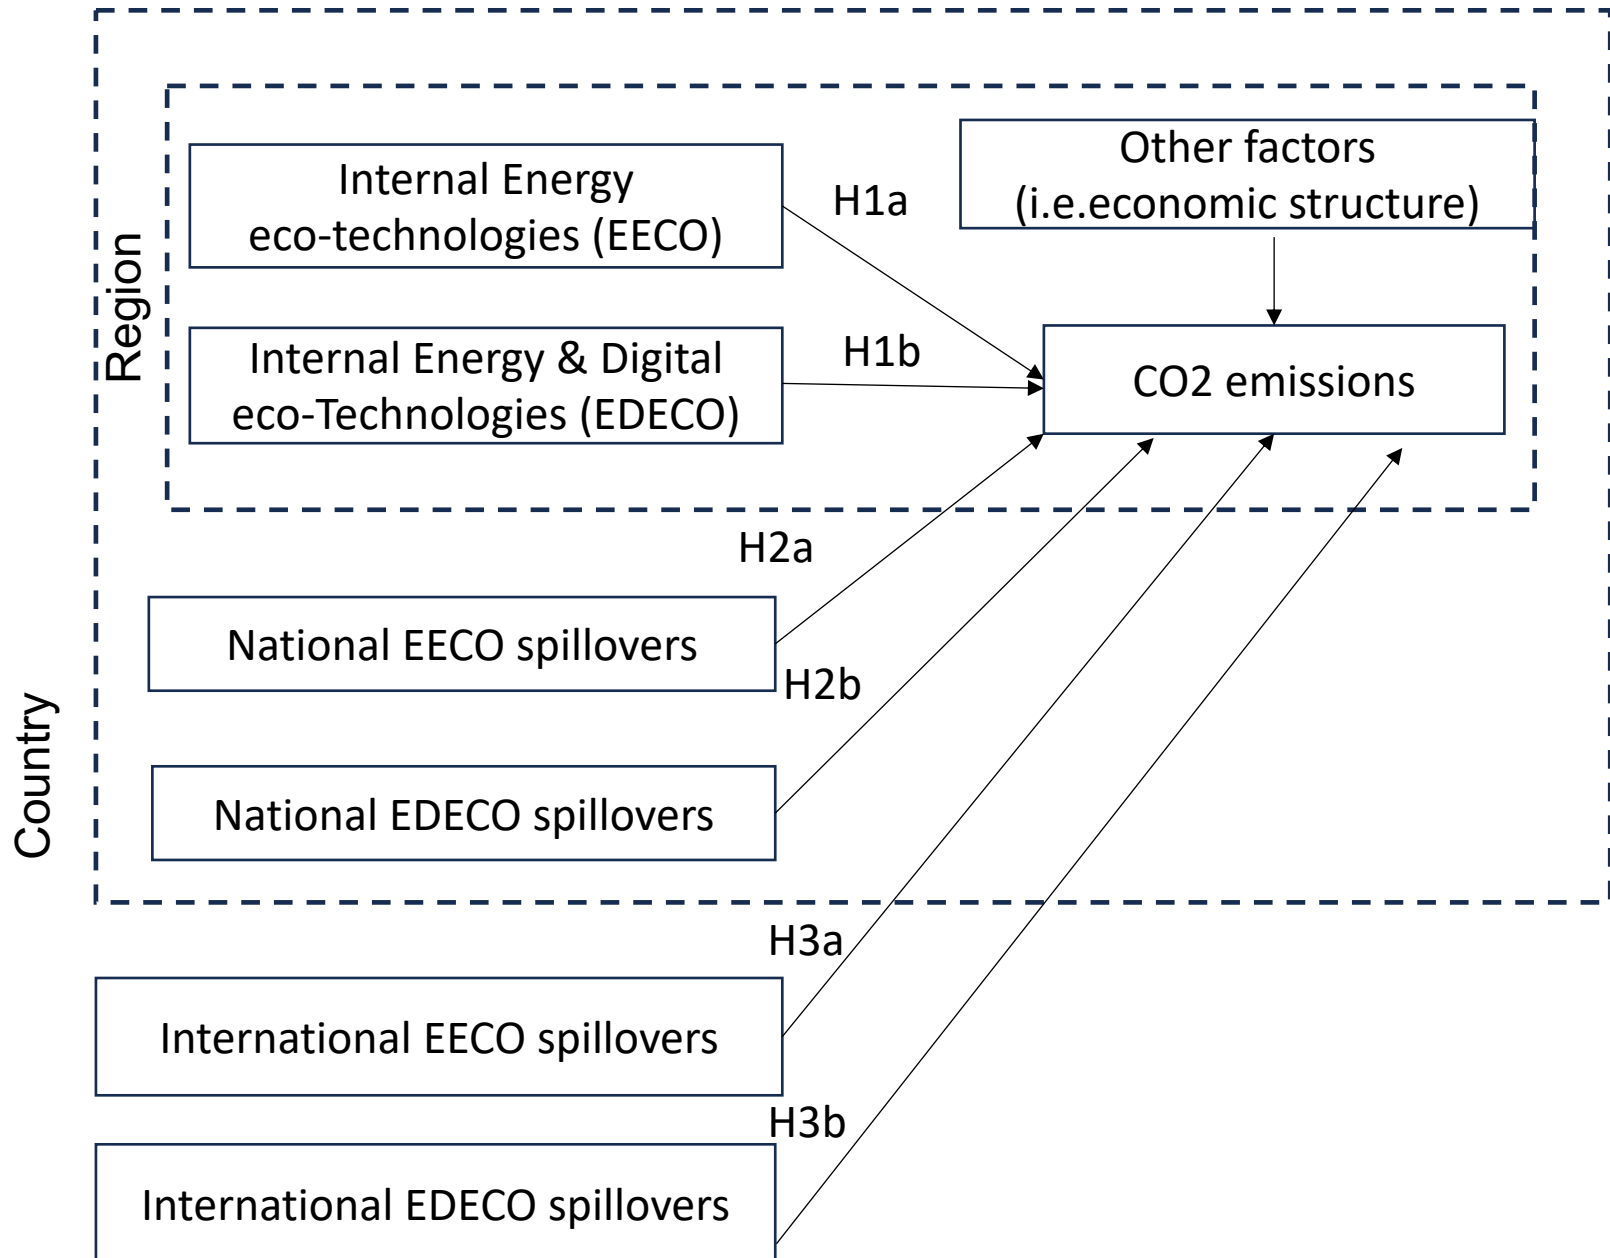 Internal Energy
eco-technologies (EECO)
H1a
Other factors
(i.e.economic structure)
Region
Internal Energy & Digital
eco-Technologies (EDECO)
H1b
CO2 emissions
H2a
National EECO spillovers
H2b
Country
National EDECO spillovers
H3a
International EECO spillovers
H3b
International EDECO spillovers